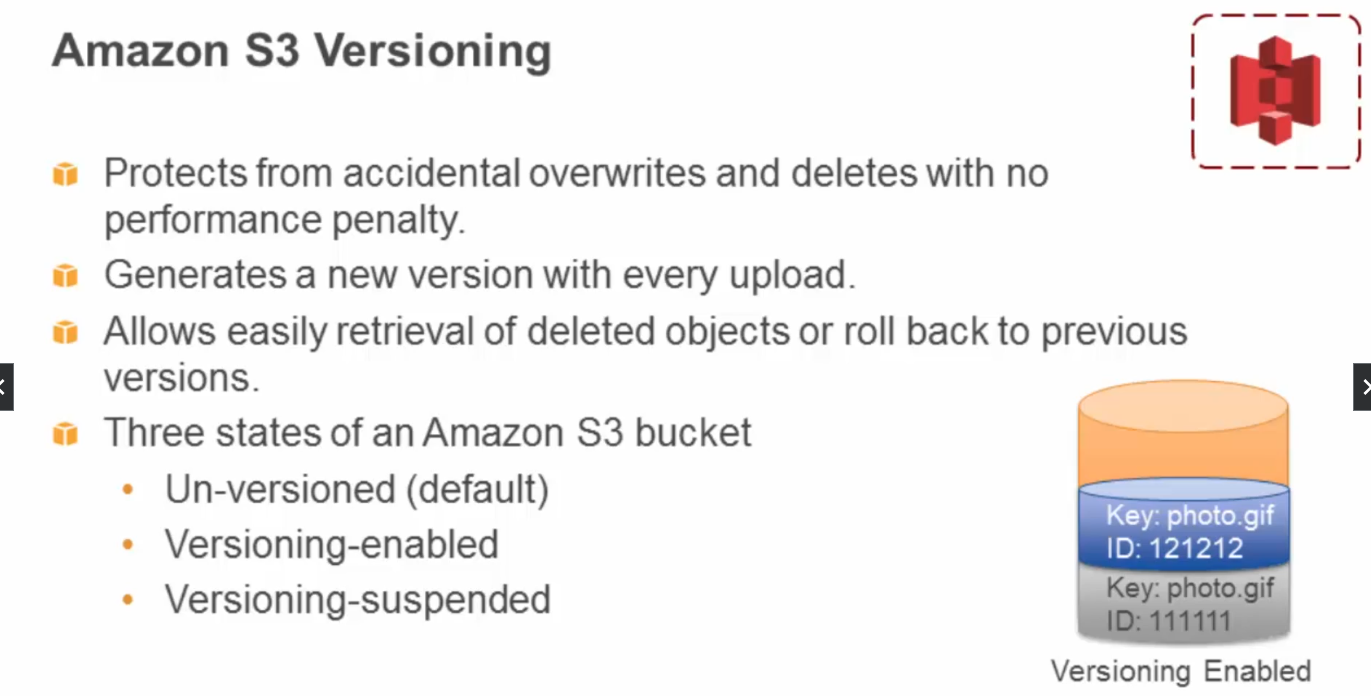 Amazon S3 Versioning
Protects from accidental overwrites and deletes with no
performance penalty.
Generates a new version with every upload.
Allows easily retrieval of deleted objects or roll back to previous
versions.
Three states of an Amazon S3 bucket
Un-versioned (default)
Versioning-enabled
Versioning-suspended
Key: photo.gif
ID: 121212
Key: photo.gif
ID: 111111
Versioning Enabled